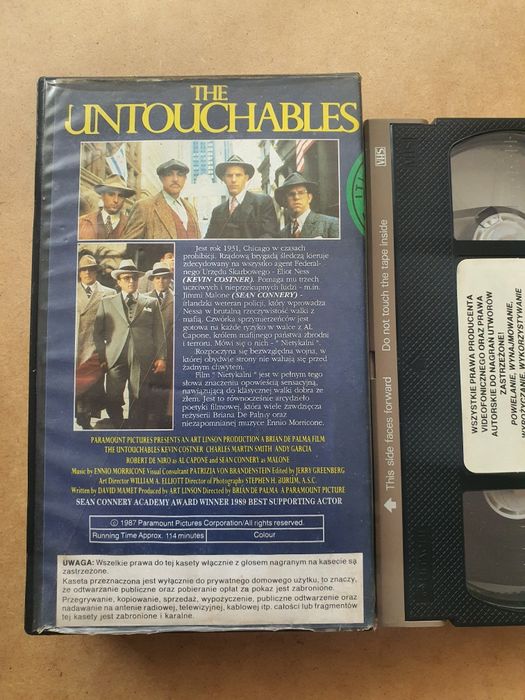 THE
UNTOUCHABLES
Jest rok 1931, Chicago w czasach
prohibicji. Rządową brygadą śledczą kieruje
zdecydowany na wszystko agent Federal-
nego Urzędu Skarbowego - Eliot Ness
(KEVIN COSTNER). Pomaga mu trzech
uczciwych i nieprzekupnych ludzi - m.in.
Jimmi Malone (SEAN CONNERY) -
irlandzki weteran policji, który wprowadza
Nessa w brutalną rzeczywistość walki z
mafią. Czwórka sprzymierzeńców jest
gotowa na każde ryzyko w walce z AL
Capone, królem mafijnego państwa zbrodni
i terroru. Mówi się o nich - " Nietykalni ".
Rozpoczyna się bezwzględna wojna, w
której obydwie strony nie wahają się przed
żadnym chwytem.
Film " Nietykalni " jest w pełnym tego
słowa znaczeniu opowieścią sensacyjną,
nawiązującą do klasycznej walki dobra ze
złem. Jest to równocześnie arcydzieło
poetyki filmowej, która wiele zawdzięcza
reżyserii Briana De Palmy oraz
niezapomnianej muzyce Ennio Morricone.
PARAMOUNT PICTURES PRESENTS AN ART LINSON PRODUCTION A BRIAN DE PALMA FILM
THE UNTOUCHABLES KEVIN COSTNER CHARLES MARTIN SMITH ANDY GARCIA
ROBERT DE NIRO as AL CAPONE and SEAN CONNERY as MALONE
Music by ENNIO MORRICONE Visual Consultant PATRIZIA VON BRANDENSTEIN Edited by JERRY GREENBERG
Art Director WILLIAM A. ELLIOTT Director of Photography STEPHEN H. BURUM, A.S.C.
Written by DAVID MAMET Produced by ART LINSON Directed by BRIAN DE PALMA A PARAMOUNT PICTURE
SEAN CONNERY ACADEMY AWARD WINNER 1989 BEST SUPPORTING ACTOR
© 1987 Paramount Pictures Corporation/All rights reserved.
Running Time Approx. 114 minutes Colour
UWAGA: Wszelkie prawa do tej kasety włącznie z głosem nagranym na kasecie są
zastrzeżone.
Kaseta przeznaczona jest wyłącznie do prywatnego domowego użytku, to znaczy,
że odtwarzanie publiczne oraz pobieranie opłat za pokaz jest zabronione.
Przegrywanie, kopiowanie, sprzedaż, wypożyczenie, publiczne odtwarzanie oraz
nadawanie na antenie radiowej, telewizyjnej, kablowej itp. całości lub fragmentów
tej kasety jest zabronione i karalne.
VHS
Do not touch the tape inside
This side faces forward
WSZYSTKIE PRAWA PRODUCENTA
VIDEOFONICZNEGO ORAZ PRAWA
AUTORSKIE DO NAGRAŃ UTWORÓW
ZASTRZEŻONE!
POWIELANIE, WYNAJMOWANIE,
WYPOŻYCZANIE, WYKORZYSTYWANIE